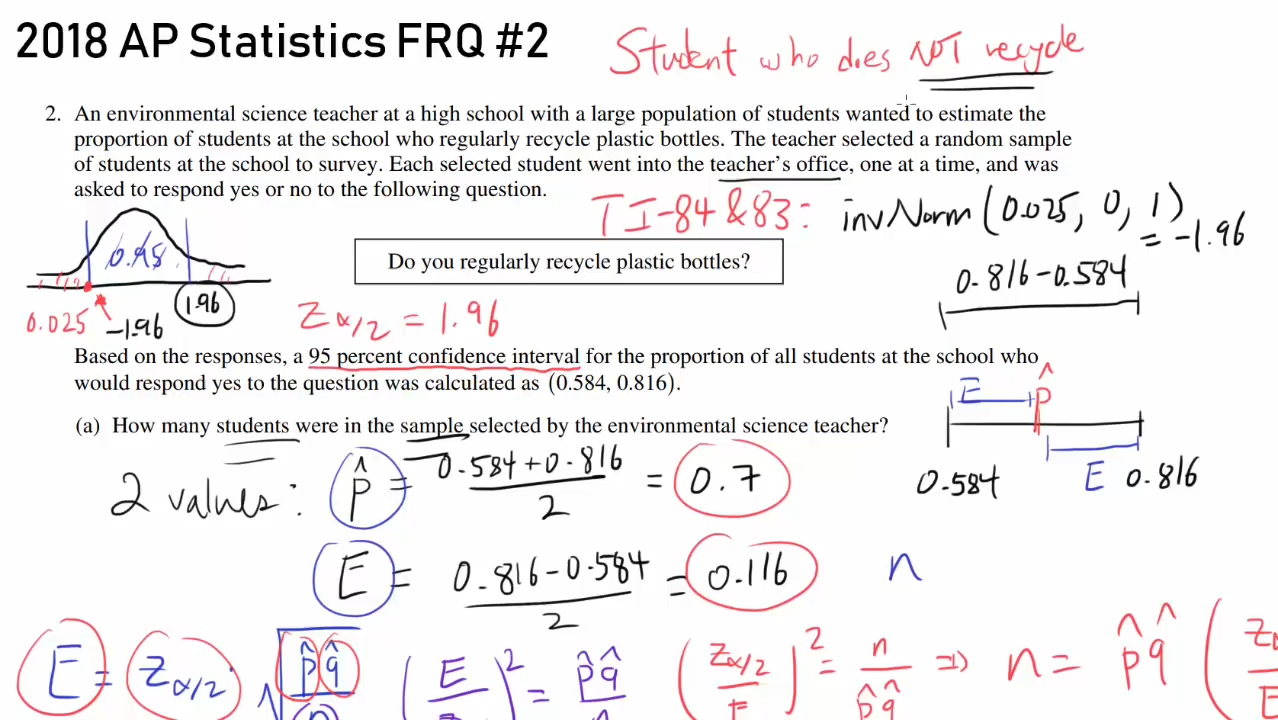 2018 AP Statistics FRQ #2
Student who does NOT recycle
2. An environmental science teacher at a high school with a large population of students wanted to estimate the
proportion of students at the school who regularly recycle plastic bottles. The teacher selected a random sample
of students at the school to survey. Each selected student went into the teacher's office, one at a time, and was
asked to respond yes or no to the following question.
TI-84 & 83: invNorm (0.025, 0, 1)
= -1.96
Do you regularly recycle plastic bottles?
0.816-0.584
1.96
0.025 -1.96
Zα/2 = 1.96
Based on the responses, a 95 percent confidence interval for the proportion of all students at the school who
would respond yes to the question was calculated as (0.584, 0.816).
E p̂
(a) How many students were in the sample selected by the environmental science teacher?
2 values: p̂ = (0.584+0.816)/2 = 0.7
0.584 E 0.816
E = (0.816-0.584)/2 = 0.116 n
E = Zα/2 · √p̂q̂/n (E/ )² = p̂q̂/n (Zα/2/E)² = n/p̂q̂ => n = p̂q̂ (